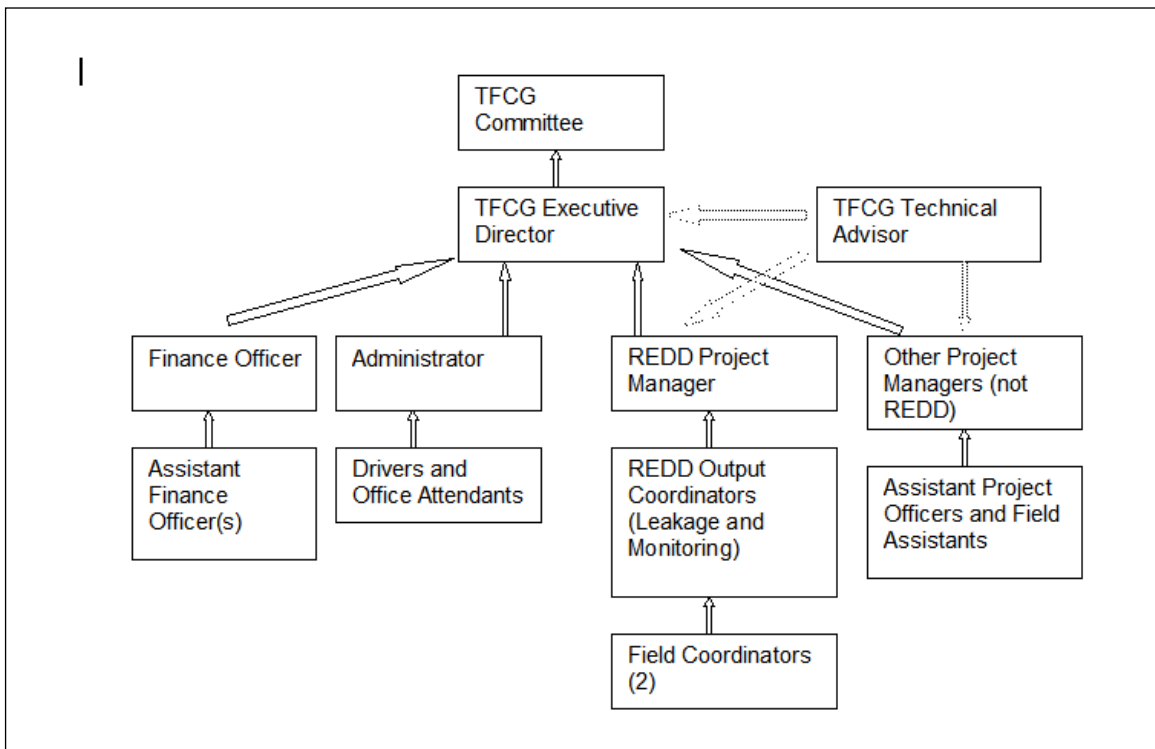 TFCG
Committee
TFCG Executive
Director
TFCG Technical
Advisor
Finance Officer
Administrator
REDD Project
Manager
Other Project
Managers (not
REDD)
Assistant
Finance
Officer(s)
Drivers and
Office Attendants
REDD Output
Coordinators
(Leakage and
Monitoring)
Assistant Project
Officers and Field
Assistants
Field Coordinators
(2)